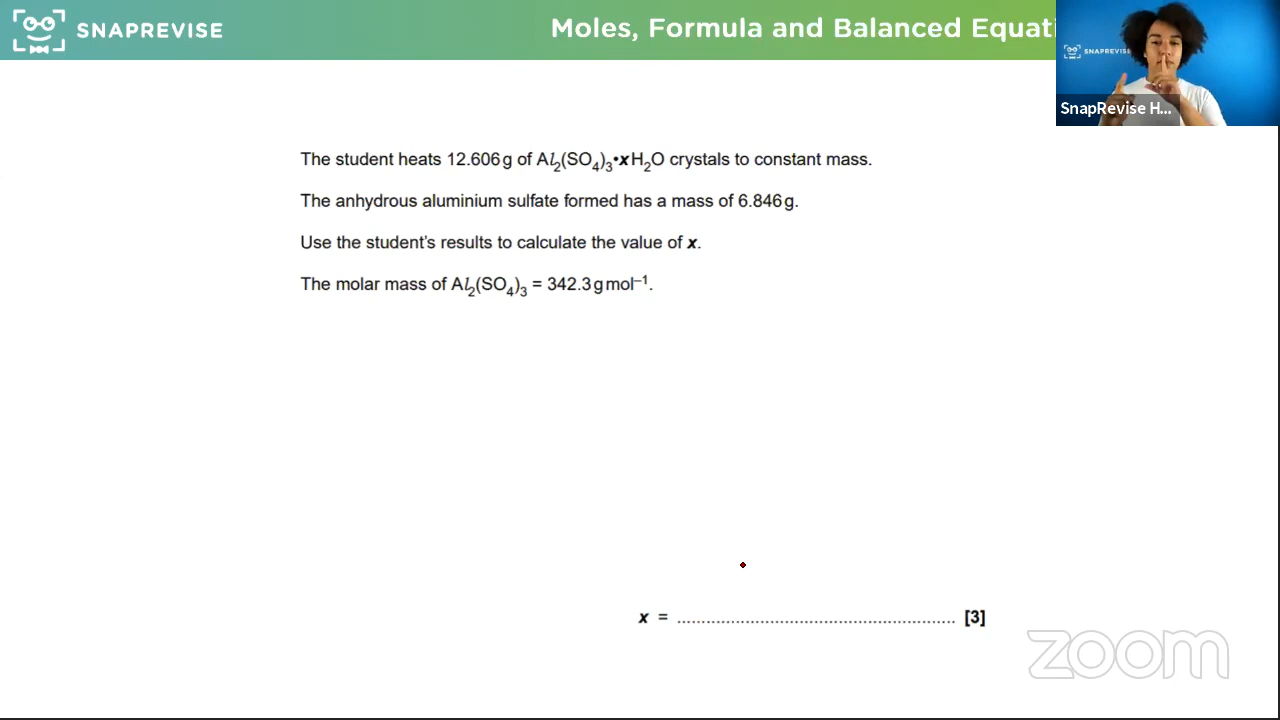 SNAPREVISE
Moles, Formula and Balanced Equati
SNAPREVISE
SnapRevise H...
The student heats 12.606 g of Al₂(SO₄)₃•xH₂O crystals to constant mass.
The anhydrous aluminium sulfate formed has a mass of 6.846 g.
Use the student's results to calculate the value of x.
The molar mass of Al₂(SO₄)₃ = 342.3 g mol⁻¹.
x = ........................................................ [3]
zoom